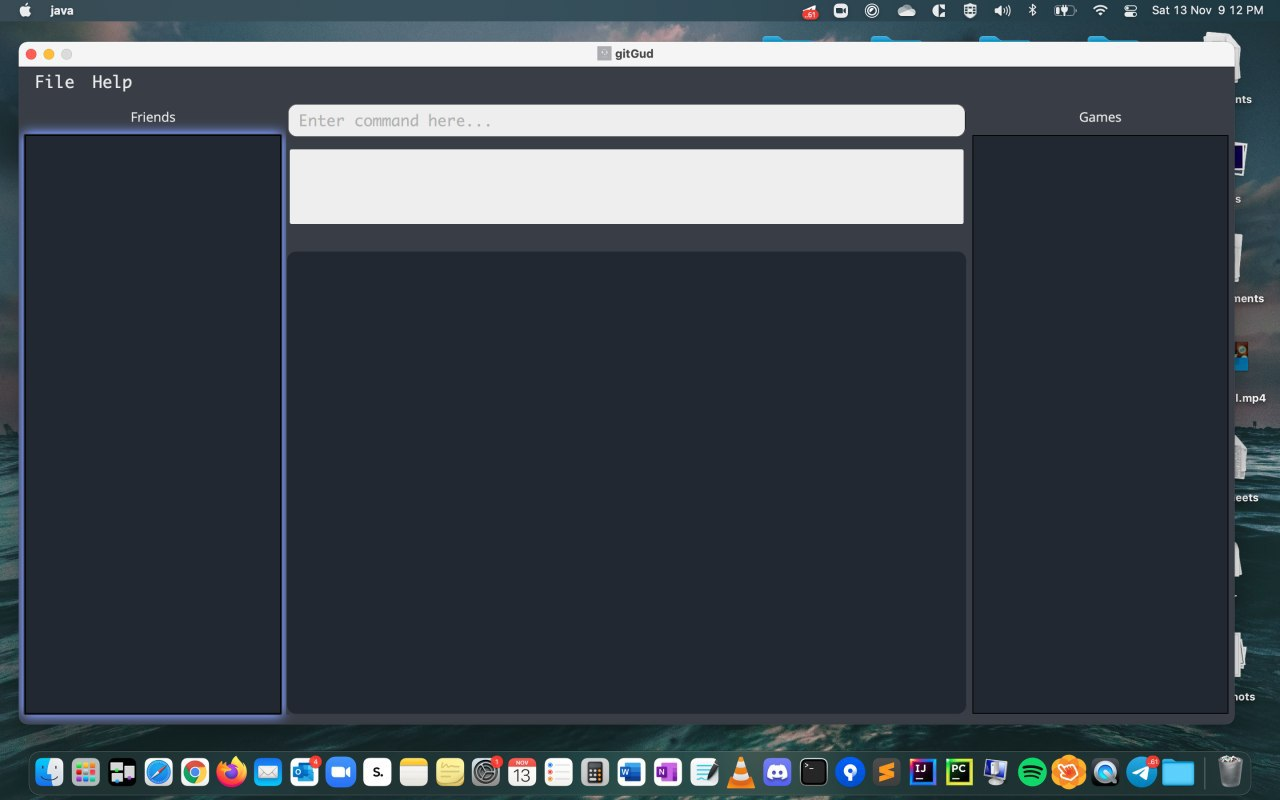 java
.61
Sat 13 Nov 9 12 PM
gitGud
File Help
Friends
Enter command here...
Games
nts
s
ments
l.mp4
eets
nots
4
S.
1
NOV
13
W
N
>_
S
IJ
PC
.61